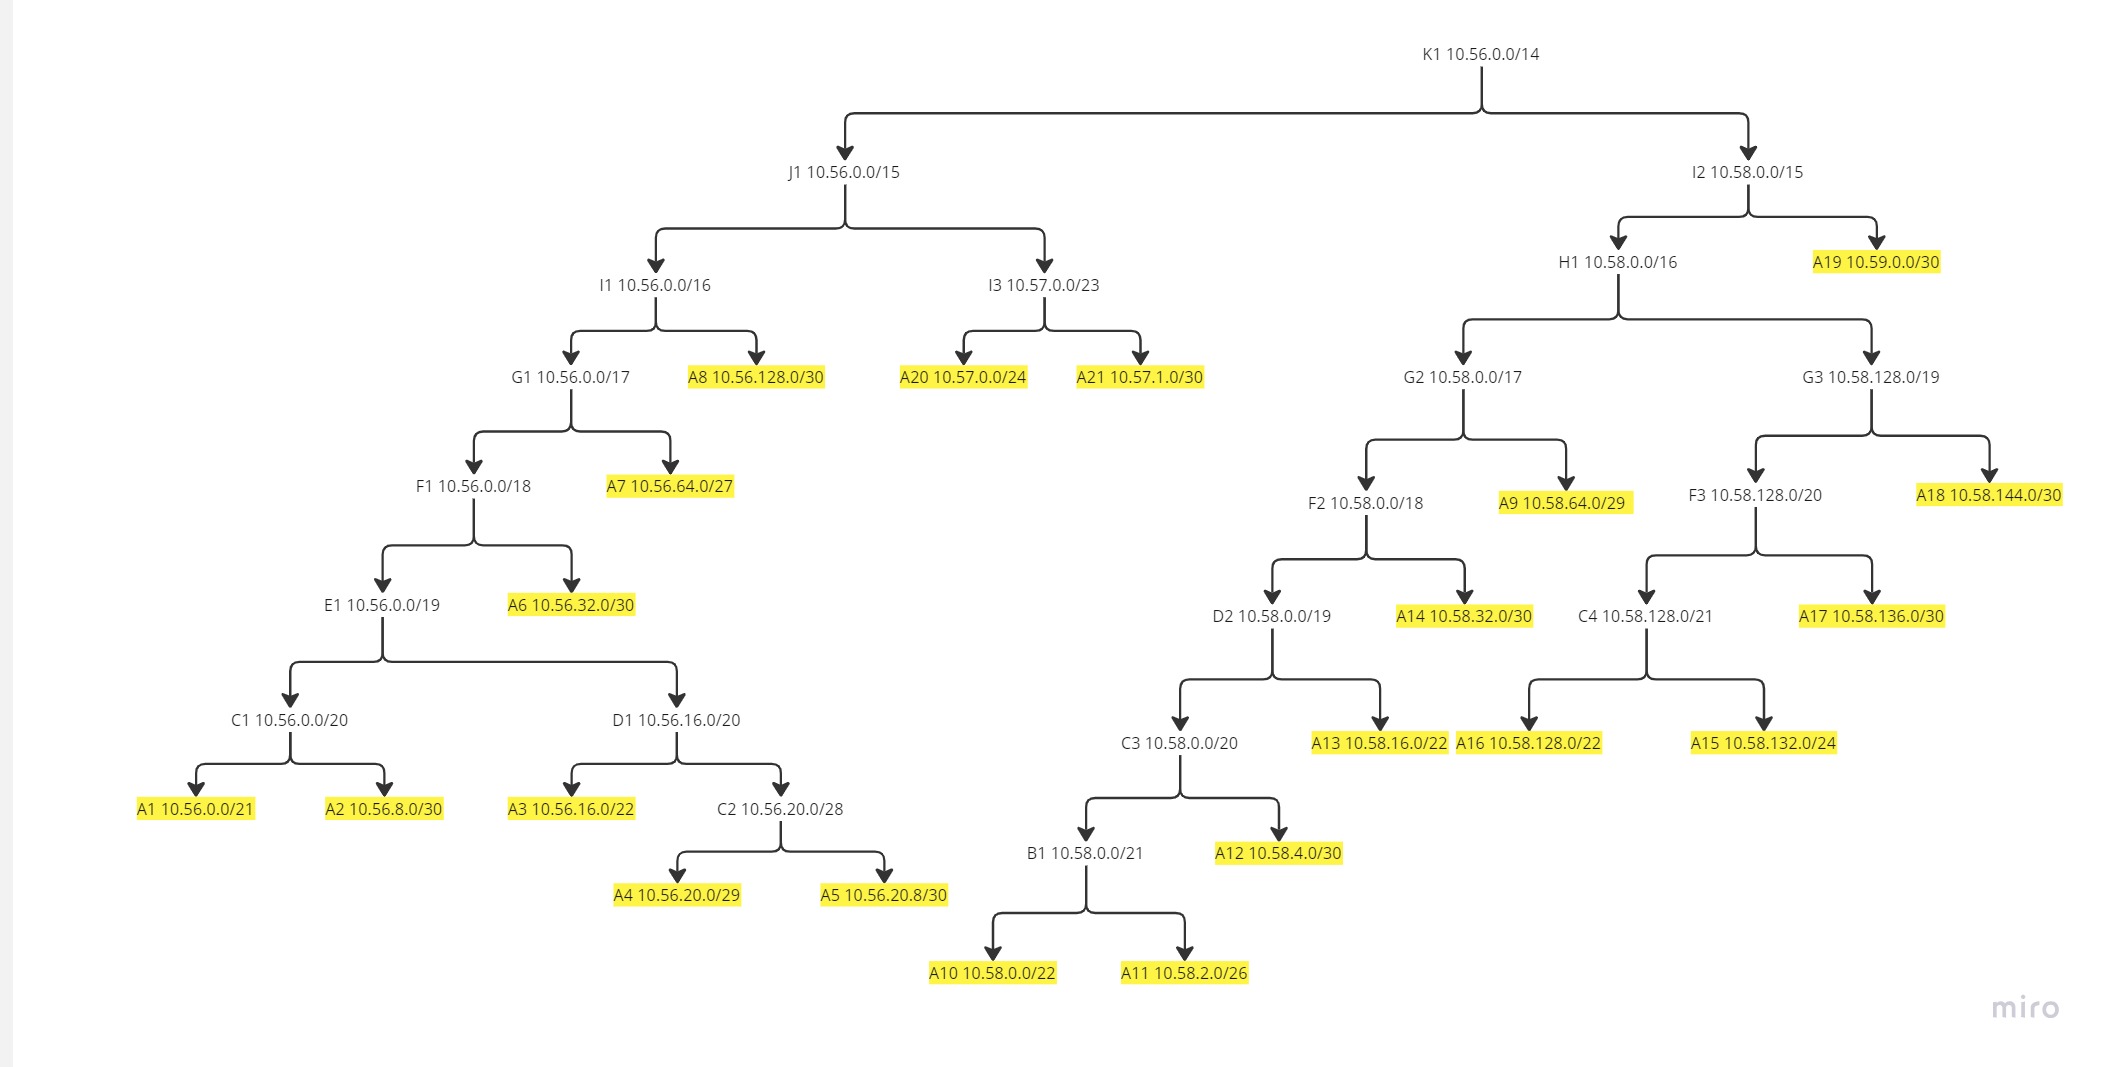 K1 10.56.0.0/14
J1 10.56.0.0/15
I2 10.58.0.0/15
H1 10.58.0.0/16
A19 10.59.0.0/30
I1 10.56.0.0/16
I3 10.57.0.0/23
G1 10.56.0.0/17
A8 10.56.128.0/30
A20 10.57.0.0/24
A21 10.57.1.0/30
G2 10.58.0.0/17
G3 10.58.128.0/19
F1 10.56.0.0/18
A7 10.56.64.0/27
F2 10.58.0.0/18
A9 10.58.64.0/29
F3 10.58.128.0/20
A18 10.58.144.0/30
E1 10.56.0.0/19
A6 10.56.32.0/30
D2 10.58.0.0/19
A14 10.58.32.0/30
C4 10.58.128.0/21
A17 10.58.136.0/30
C1 10.56.0.0/20
D1 10.56.16.0/20
C3 10.58.0.0/20
A13 10.58.16.0/22
A16 10.58.128.0/22
A15 10.58.132.0/24
A1 10.56.0.0/21
A2 10.56.8.0/30
A3 10.56.16.0/22
C2 10.56.20.0/28
B1 10.58.0.0/21
A12 10.58.4.0/30
A4 10.56.20.0/29
A5 10.56.20.8/30
A10 10.58.0.0/22
A11 10.58.2.0/26
miro